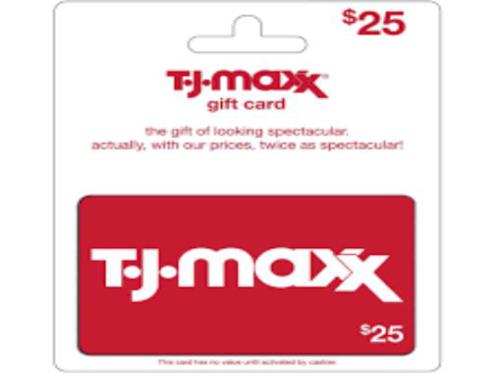 $25
T·J·maxx®
gift card
the gift of looking spectacular.
actually, with our prices, twice as spectacular!
T·J·maxx
$25
This card has no value until activated by cashier.